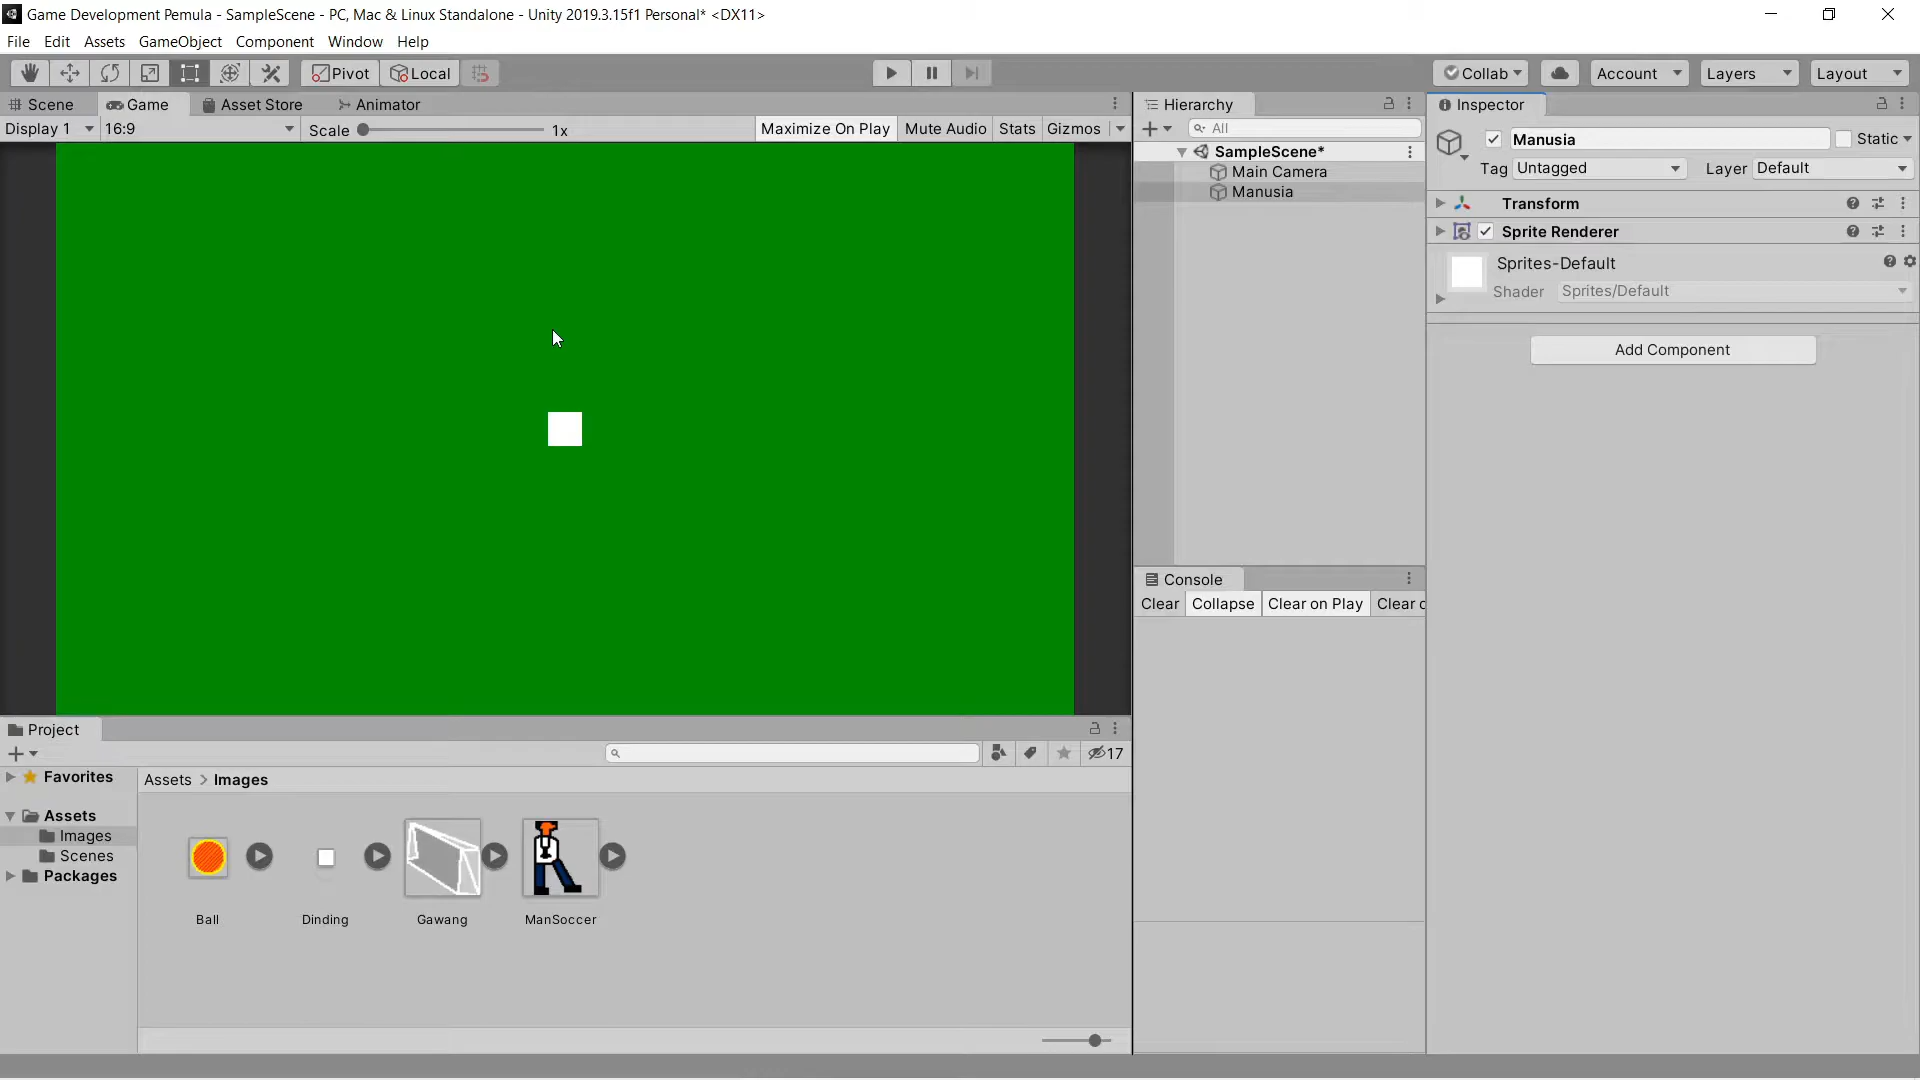 Game Development Pemula - SampleScene - PC, Mac & Linux Standalone - Unity 2019.3.15f1 Personal* <DX11>
File Edit Assets GameObject Component Window Help
Pivot Local Collab Account Layers Layout
Scene Game Asset Store Animator
Display 1 16:9 Scale 1x Maximize On Play Mute Audio Stats Gizmos
Hierarchy
All
SampleScene*
Main Camera
Manusia
Console
Clear Collapse Clear on Play Clear o
Inspector
Manusia Static
Tag Untagged Layer Default
Transform
Sprite Renderer
Sprites-Default
Shader Sprites/Default
Add Component
Project
17
Favorites
Assets
Images
Scenes
Packages
Assets > Images
Ball Dinding Gawang ManSoccer